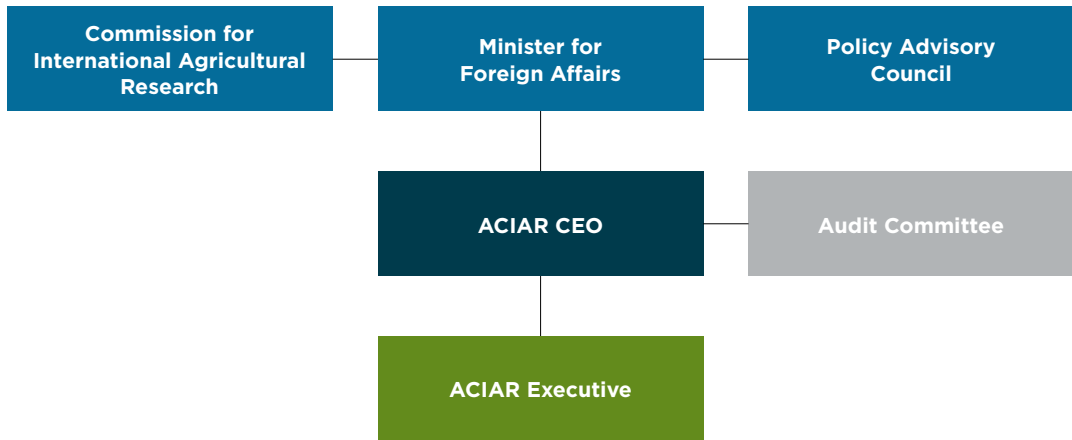 Commission for
International Agricultural
Research
Minister for
Foreign Affairs
Policy Advisory
Council
ACIAR CEO
Audit Committee
ACIAR Executive